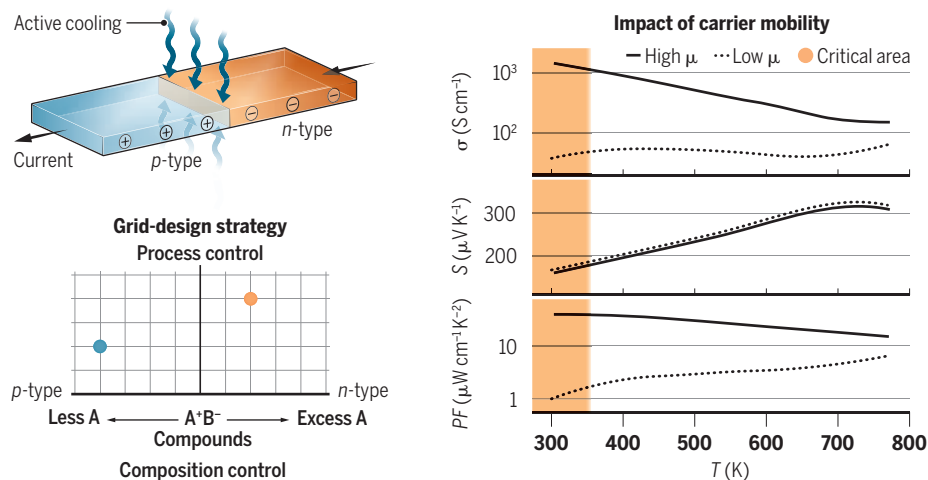 Active cooling
n-type
p-type
Current
Grid-design strategy
Process control
p-type
n-type
Less A
A⁺B⁻
Excess A
Compounds
Composition control
Impact of carrier mobility
High μ
Low μ
Critical area
σ (S cm⁻¹)
10³
10²
S (μV K⁻¹)
300
200
PF (μW cm⁻¹ K⁻²)
10
1
300 400 500 600 700 800
T (K)